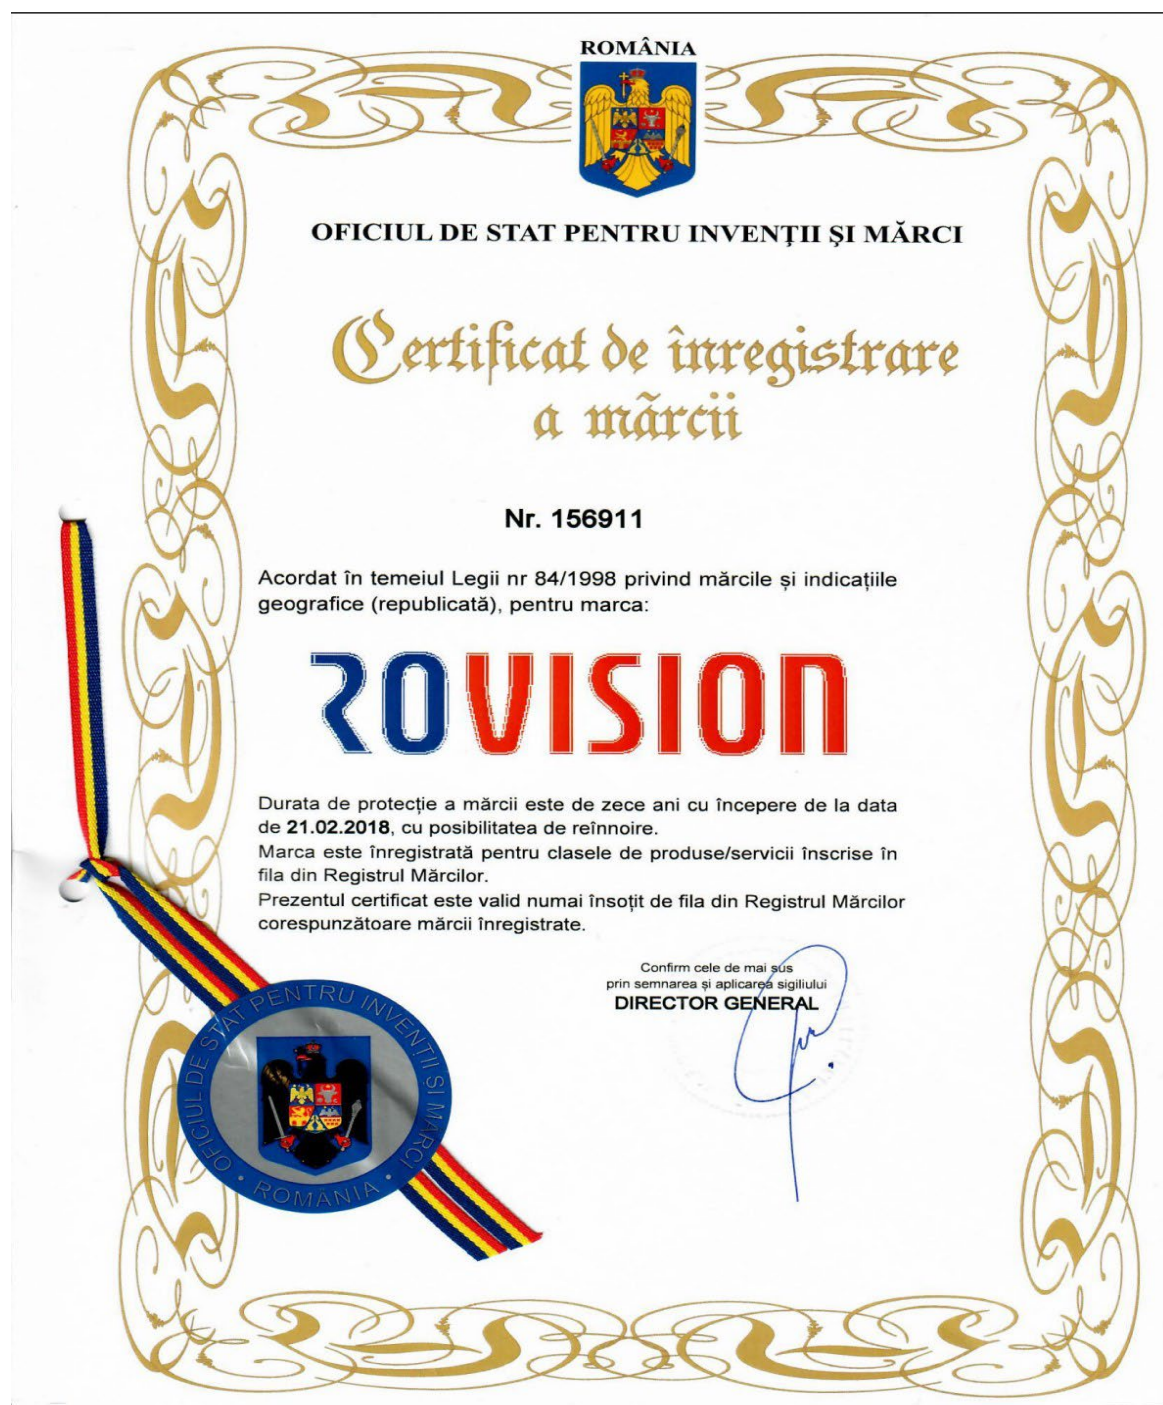 ROMÂNIA
OFICIUL DE STAT PENTRU INVENŢII ŞI MĂRCI
Certificat de înregistrare
a mărcii
Nr. 156911
Acordat în temeiul Legii nr 84/1998 privind mărcile și indicațiile
geografice (republicată), pentru marca:
ROVISION
Durata de protecție a mărcii este de zece ani cu începere de la data
de 21.02.2018, cu posibilitatea de reînnoire.
Marca este înregistrată pentru clasele de produse/servicii înscrise în
fila din Registrul Mărcilor.
Prezentul certificat este valid numai însoțit de fila din Registrul Mărcilor
corespunzătoare mărcii înregistrate.
Confirm cele de mai sus
prin semnarea și aplicarea sigiliului
DIRECTOR GENERAL
OFICIUL DE STAT PENTRU INVENȚII ȘI MĂRCI
• ROMÂNIA •